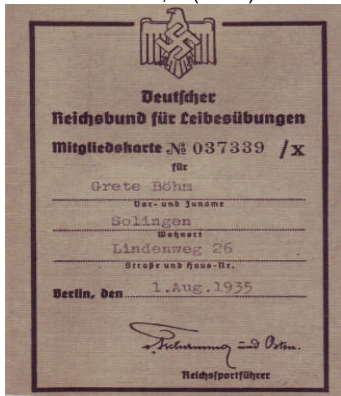 Deutscher
Reichsbund für Leibesübungen
Mitgliedskarte № 037339 /x
für
Grete Böhm
Vor- und Zuname
Solingen
Wohnort
Lindenweg 26
Straße und Haus-Nr.
Berlin, den 1.Aug.1935
v. Tschammer und Osten.
Reichssportführer